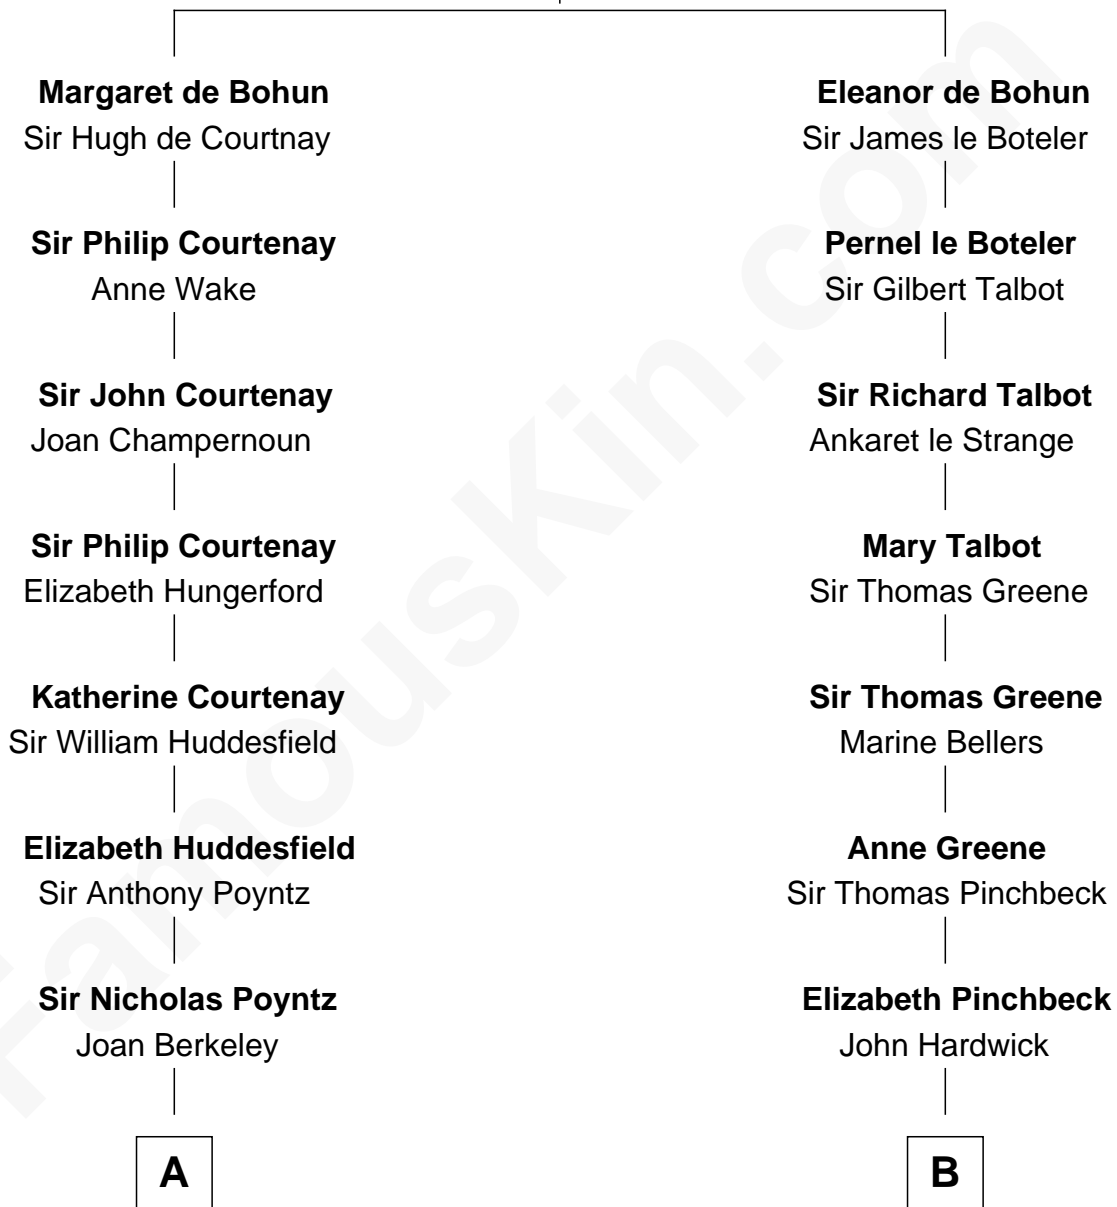 Margaret de Bohun
Sir Hugh de Courtnay
Sir Philip Courtenay
Anne Wake
Sir John Courtenay
Joan Champernoun
Sir Philip Courtenay
Elizabeth Hungerford
Katherine Courtenay
Sir William Huddesfield
Elizabeth Huddesfield
Sir Anthony Poyntz
Sir Nicholas Poyntz
Joan Berkeley
A
Eleanor de Bohun
Sir James le Boteler
Pernel le Boteler
Sir Gilbert Talbot
Sir Richard Talbot
Ankaret le Strange
Mary Talbot
Sir Thomas Greene
Sir Thomas Greene
Marine Bellers
Anne Greene
Sir Thomas Pinchbeck
Elizabeth Pinchbeck
John Hardwick
B
FamousKin.com